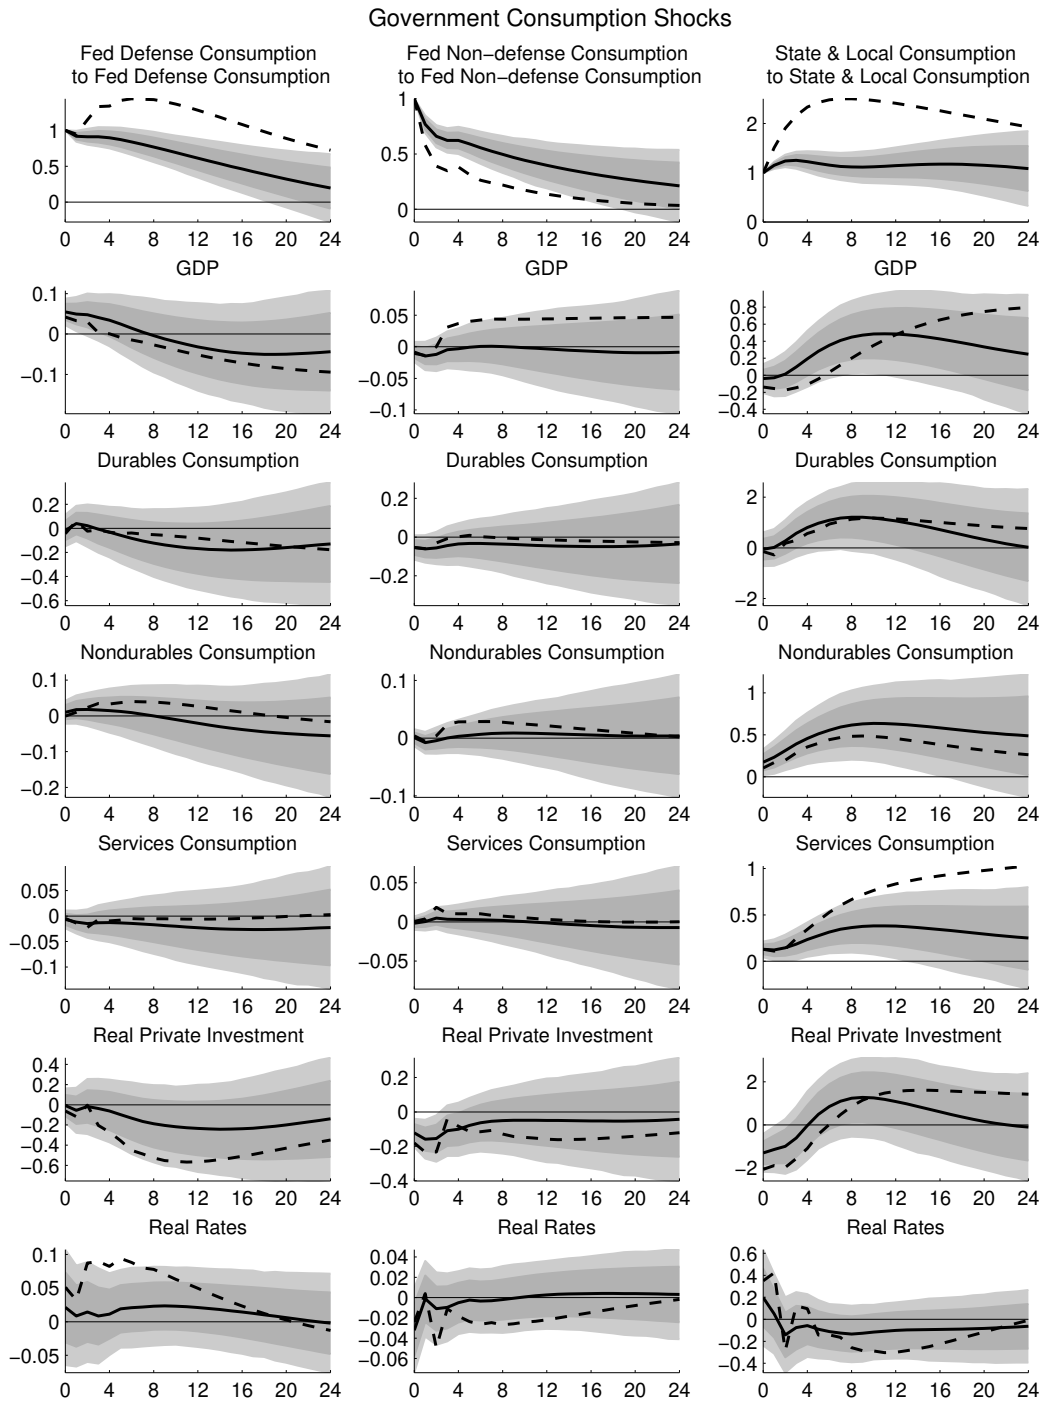 Government Consumption Shocks
Fed Defense Consumption
to Fed Defense Consumption
Fed Non−defense Consumption
to Fed Non−defense Consumption
State & Local Consumption
to State & Local Consumption
1
0.5
0
0 4 8 12 16 20 24
1
0.5
0
0 4 8 12 16 20 24
2
1
0
0 4 8 12 16 20 24
GDP
GDP
GDP
0.1
0
−0.1
0 4 8 12 16 20 24
0.05
0
−0.05
−0.1
0 4 8 12 16 20 24
0.8
0.6
0.4
0.2
0
−0.2
−0.4
0 4 8 12 16 20 24
Durables Consumption
Durables Consumption
Durables Consumption
0.2
0
−0.2
−0.4
−0.6
0 4 8 12 16 20 24
0.2
0
−0.2
0 4 8 12 16 20 24
2
0
−2
0 4 8 12 16 20 24
Nondurables Consumption
Nondurables Consumption
Nondurables Consumption
0.1
0
−0.1
−0.2
0 4 8 12 16 20 24
0.1
0
−0.1
0 4 8 12 16 20 24
1
0.5
0
0 4 8 12 16 20 24
Services Consumption
Services Consumption
Services Consumption
0.05
0
−0.05
−0.1
0 4 8 12 16 20 24
0.05
0
−0.05
0 4 8 12 16 20 24
1
0.5
0
0 4 8 12 16 20 24
Real Private Investment
Real Private Investment
Real Private Investment
0.4
0.2
0
−0.2
−0.4
−0.6
0 4 8 12 16 20 24
0.2
0
−0.2
−0.4
0 4 8 12 16 20 24
2
0
−2
0 4 8 12 16 20 24
Real Rates
Real Rates
Real Rates
0.1
0.05
0
−0.05
0 4 8 12 16 20 24
0.04
0.02
0
−0.02
−0.04
−0.06
0 4 8 12 16 20 24
0.6
0.4
0.2
0
−0.2
−0.4
0 4 8 12 16 20 24